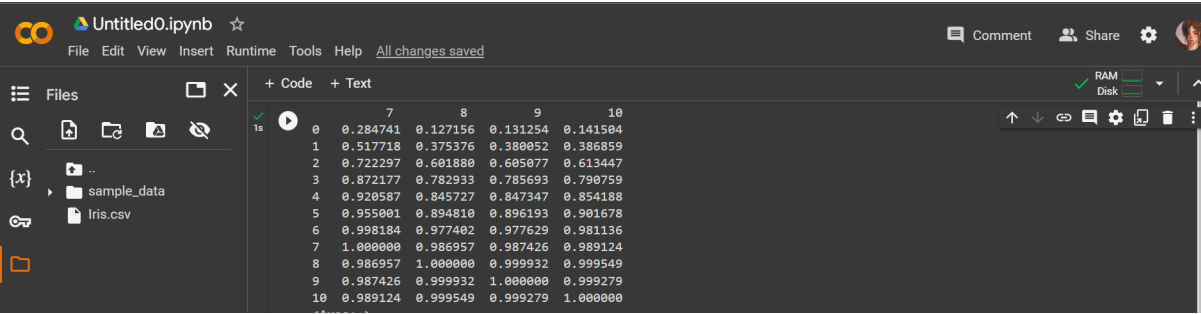 Untitled0.ipynb
File Edit View Insert Runtime Tools Help All changes saved
Comment Share
Files
+ Code + Text
RAM
Disk
1s
{x}
..
sample_data
Iris.csv
7 8 9 10
0 0.284741 0.127156 0.131254 0.141504
1 0.517718 0.375376 0.380052 0.386859
2 0.722297 0.601880 0.605077 0.613447
3 0.872177 0.782933 0.785693 0.790759
4 0.920587 0.845727 0.847347 0.854188
5 0.955001 0.894810 0.896193 0.901678
6 0.998184 0.977402 0.977629 0.981136
7 1.000000 0.986957 0.987426 0.989124
8 0.986957 1.000000 0.999932 0.999549
9 0.987426 0.999932 1.000000 0.999279
10 0.989124 0.999549 0.999279 1.000000